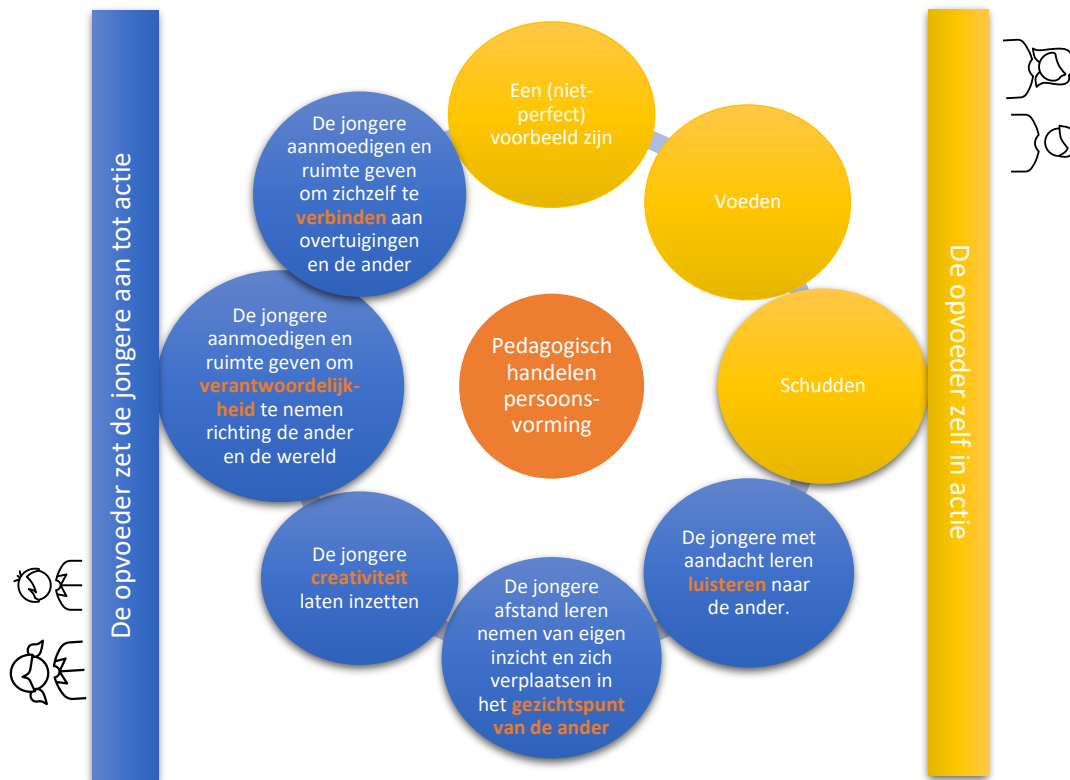 De opvoeder zet de jongere aan tot actie
Een (niet-
perfect)
voorbeeld zijn
Voeden
Schudden
De jongere met
aandacht leren
luisteren naar
de ander.
De jongere
afstand leren
nemen van eigen
inzicht en zich
verplaatsen in
het gezichtspunt
van de ander
De jongere
creativiteit
laten inzetten
De jongere
aanmoedigen en
ruimte geven om
verantwoordelijk-
heid te nemen
richting de ander
en de wereld
De jongere
aanmoedigen en
ruimte geven
om zichzelf te
verbinden aan
overtuigingen
en de ander
Pedagogisch
handelen
persoons-
vorming
De opvoeder zelf in actie